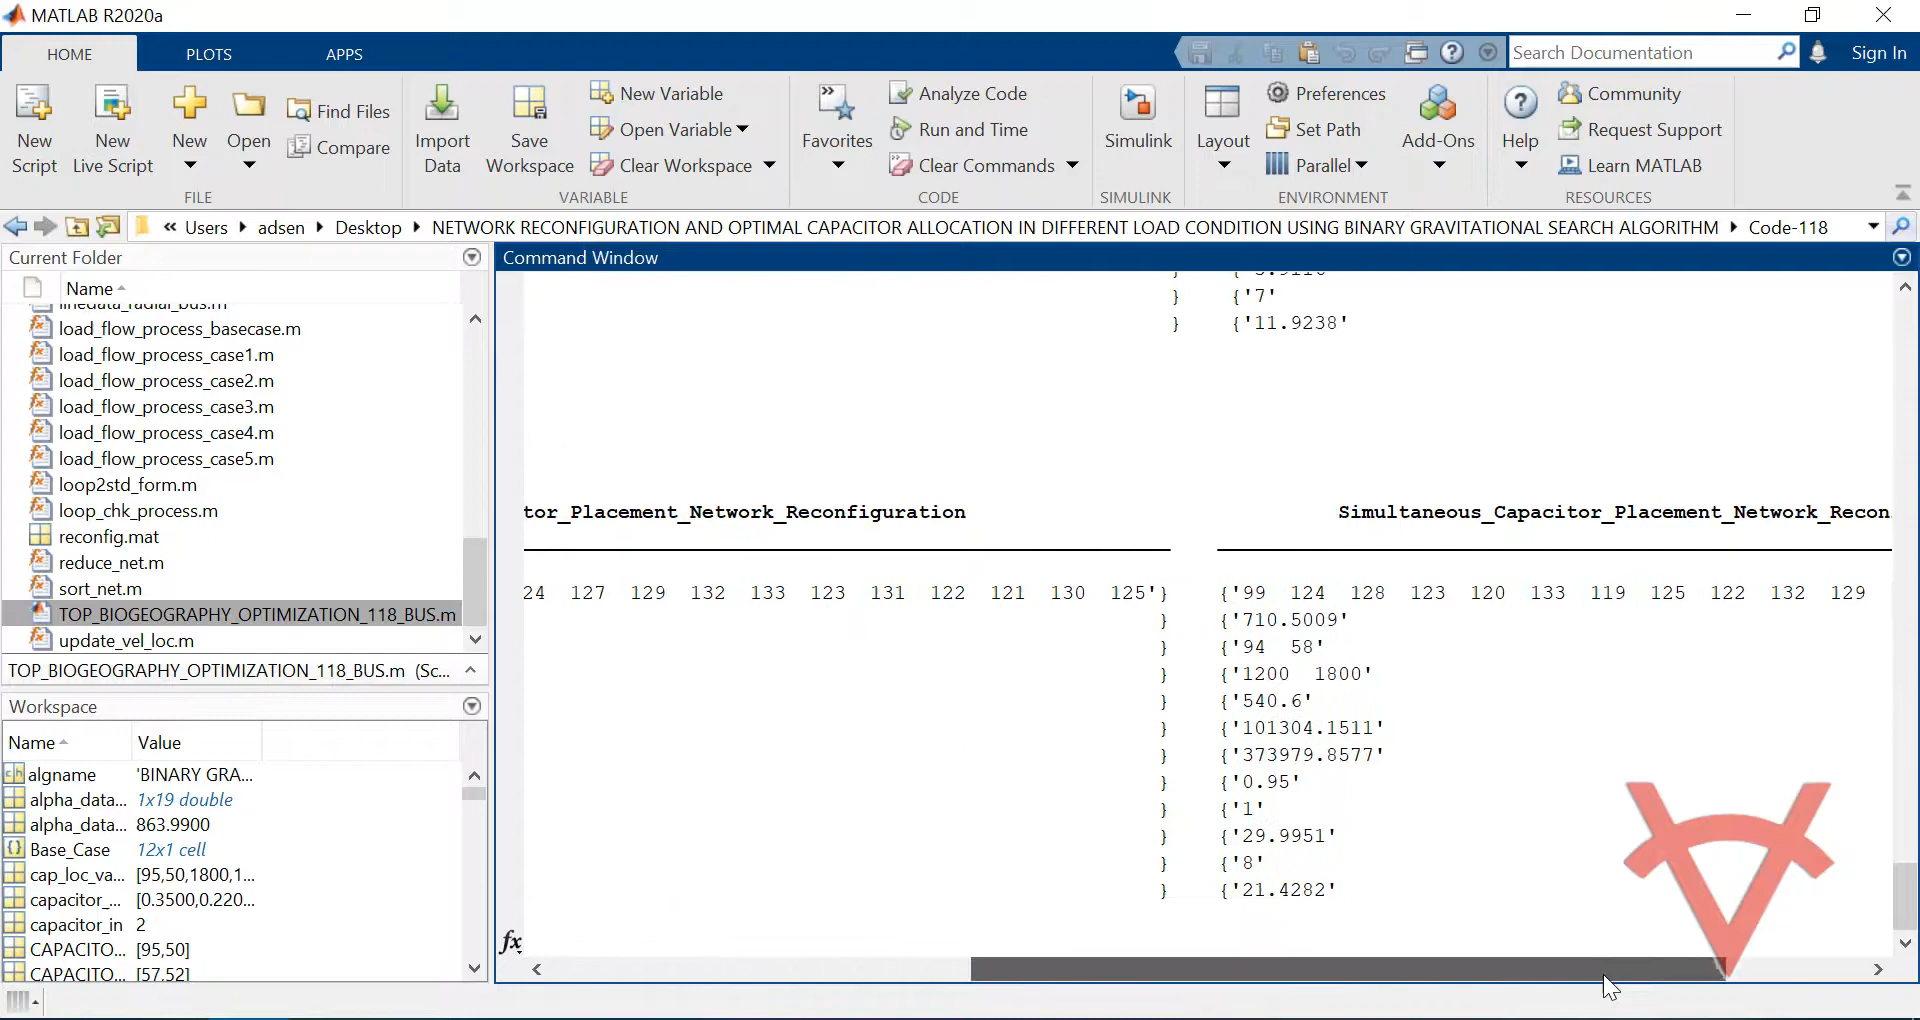 MATLAB R2020a
HOME PLOTS APPS
Search Documentation
Sign In
New Script
New Live Script
New
Open
Find Files
Compare
FILE
Import Data
Save Workspace
New Variable
Open Variable
Clear Workspace
VARIABLE
Favorites
Analyze Code
Run and Time
Clear Commands
CODE
Simulink
SIMULINK
Layout
Preferences
Set Path
Parallel
Add-Ons
ENVIRONMENT
Help
Community
Request Support
Learn MATLAB
RESOURCES
« Users Desktop adsen NETWORK RECONFIGURATION AND OPTIMAL CAPACITOR ALLOCATION IN DIFFERENT LOAD CONDITION USING BINARY GRAVITATIONAL SEARCH ALGORITHM Code-118
Current Folder
Name
linedata_radial_bus.m
load_flow_process_basecase.m
load_flow_process_case1.m
load_flow_process_case2.m
load_flow_process_case3.m
load_flow_process_case4.m
load_flow_process_case5.m
loop2std_form.m
loop_chk_process.m
reconfig.mat
reduce_net.m
sort_net.m
TOP_BIOGEOGRAPHY_OPTIMIZATION_118_BUS.m
update_vel_loc.m
TOP_BIOGEOGRAPHY_OPTIMIZATION_118_BUS.m (Sc...
Workspace
Name Value
algname 'BINARY GRA...
alpha_data... 1x19 double
alpha_data... 863.9900
Base_Case 12x1 cell
cap_loc_va... [95,50,1800,1...
capacitor_... [0.3500,0.220...
capacitor_in 2
CAPACITO... [95,50]
CAPACITO... [57,52]
Command Window
} {'7'
} {'11.9238'
tor_Placement_Network_Reconfiguration Simultaneous_Capacitor_Placement_Network_Recon
24 127 129 132 133 123 131 122 121 130 125'} {'99 124 128 123 120 133 119 125 122 132 129
} {'710.5009'
} {'94 58'
} {'1200 1800'
} {'540.6'
} {'101304.1511'
} {'373979.8577'
} {'0.95'
} {'1'
} {'29.9951'
} {'8'
} {'21.4282'
fx